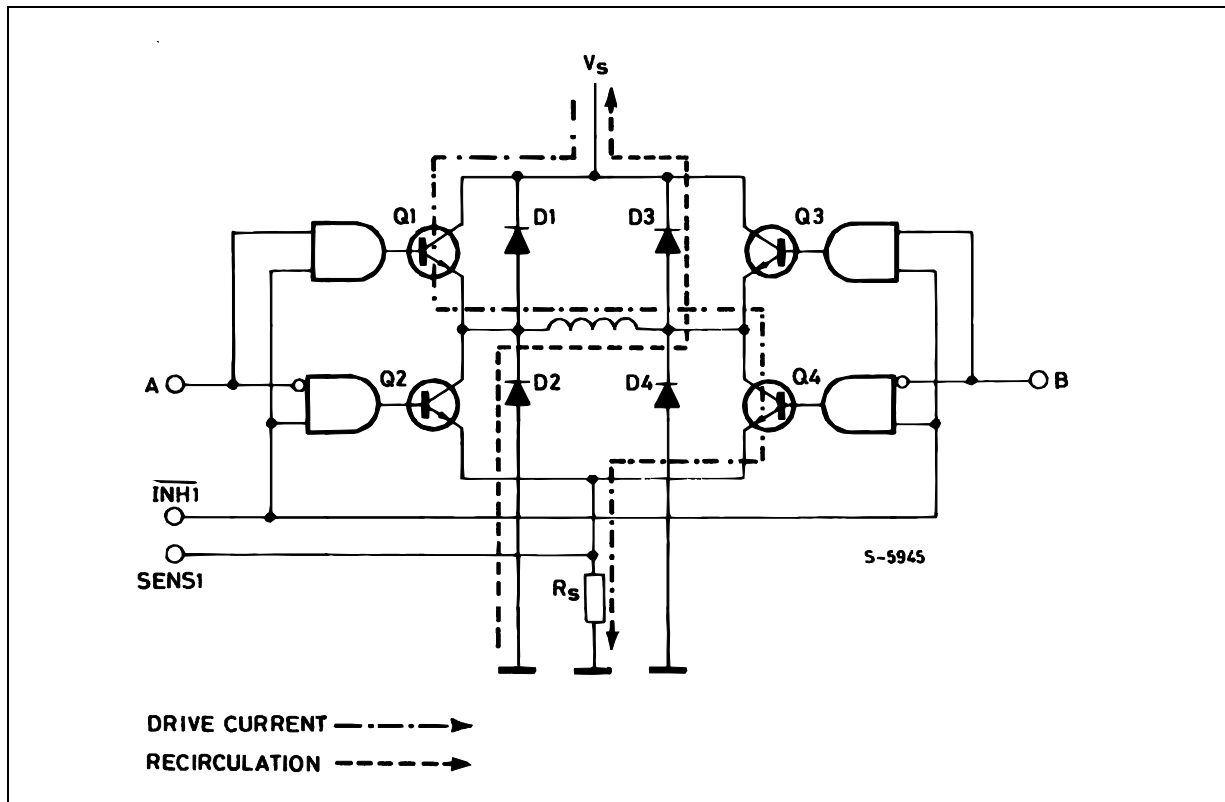 Vs
Q1
D1
D3
Q3
A
Q2
D2
D4
Q4
B
INH1
SENS1
Rs
S-5945
DRIVE CURRENT
RECIRCULATION